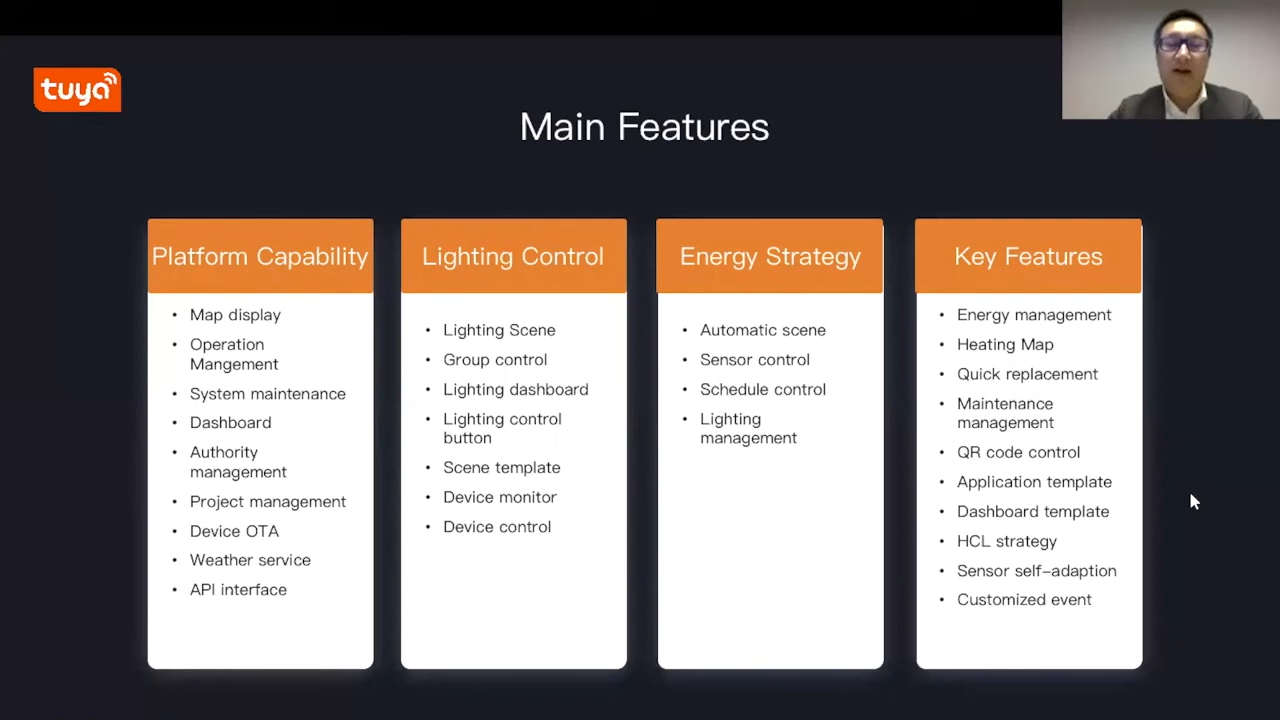 tuya
Main Features
Platform Capability
• Map display
• Operation
Mangement
• System maintenance
• Dashboard
• Authority
management
• Project management
• Device OTA
• Weather service
• API interface
Lighting Control
• Lighting Scene
• Group control
• Lighting dashboard
• Lighting control
button
• Scene template
• Device monitor
• Device control
Energy Strategy
• Automatic scene
• Sensor control
• Schedule control
• Lighting
management
Key Features
• Energy management
• Heating Map
• Quick replacement
• Maintenance
management
• QR code control
• Application template
• Dashboard template
• HCL strategy
• Sensor self–adaption
• Customized event